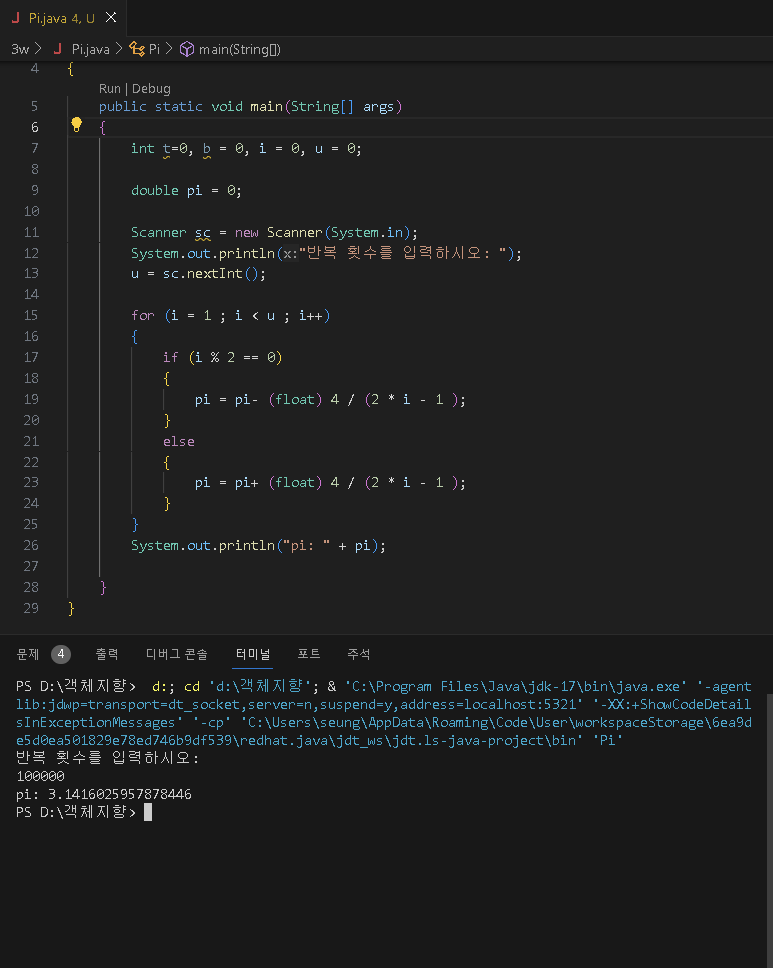 J Pi.java 4, U ×
3w > J Pi.java > Pi > main(String[])
4 {
Run | Debug
5 public static void main(String[] args)
6 {
7 int t=0, b = 0, i = 0, u = 0;
8
9 double pi = 0;
10
11 Scanner sc = new Scanner(System.in);
12 System.out.println(x:"반복 횟수를 입력하시오: ");
13 u = sc.nextInt();
14
15 for (i = 1 ; i < u ; i++)
16 {
17 if (i % 2 == 0)
18 {
19 pi = pi- (float) 4 / (2 * i - 1 );
20 }
21 else
22 {
23 pi = pi+ (float) 4 / (2 * i - 1 );
24 }
25 }
26 System.out.println("pi: " + pi);
27
28 }
29 }
문제 4 출력 디버그 콘솔 터미널 포트 주석
PS D:\객체지향> d:; cd 'd:\객체지향'; & 'C:\Program Files\Java\jdk-17\bin\java.exe' '-agent
lib:jdwp=transport=dt_socket,server=n,suspend=y,address=localhost:5321' '-XX:+ShowCodeDetail
sInExceptionMessages' '-cp' 'C:\Users\seung\AppData\Roaming\Code\User\workspaceStorage\6ea9d
e5d0ea501829e78ed746b9df539\redhat.java\jdt_ws\jdt.ls-java-project\bin' 'Pi'
반복 횟수를 입력하시오:
100000
pi: 3.1416025957878446
PS D:\객체지향>